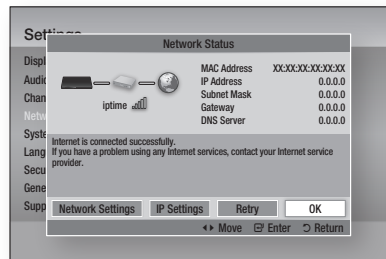 Settings
Network Status
Displ
Audio
Chan
Netw
Syste
Lang
Secu
Gene
Supp
iptime
MAC Address XX:XX:XX:XX:XX:XX
IP Address 0.0.0.0
Subnet Mask 0.0.0.0
Gateway 0.0.0.0
DNS Server 0.0.0.0
Internet is connected successfully.
If you have a problem using any Internet services, contact your Internet service
provider.
Network Settings IP Settings Retry OK
Move Enter Return